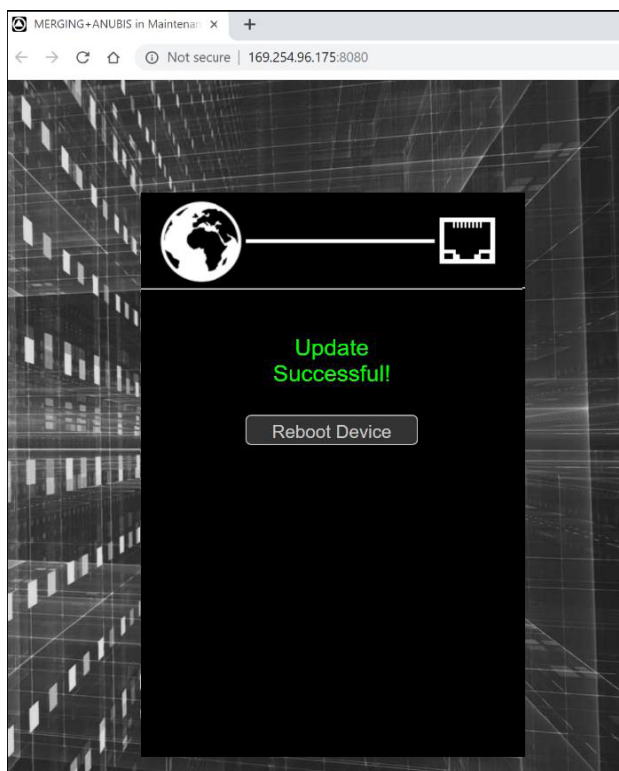 MERGING+ANUBIS in Maintenan
Not secure | 169.254.96.175:8080
Update
Successful!
Reboot Device